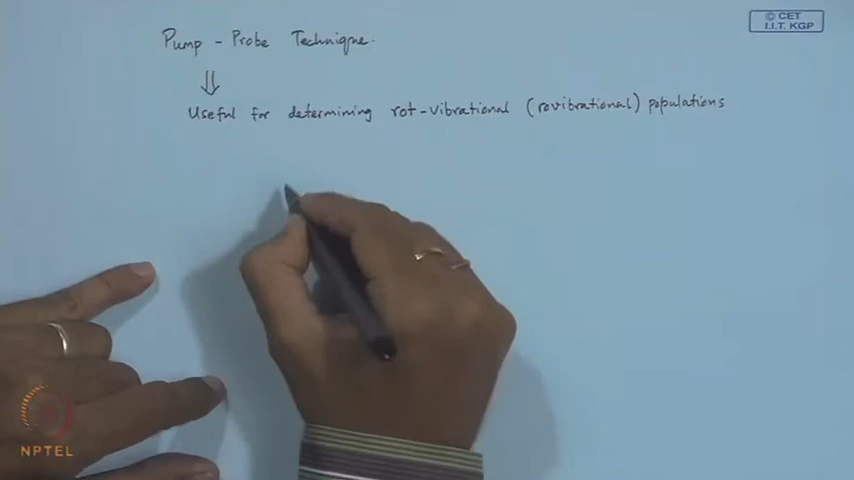 © CET
I.I.T. KGP
Pump - Probe Technique.
Useful for determining rot-vibrational (rovibrational) populations
NPTEL